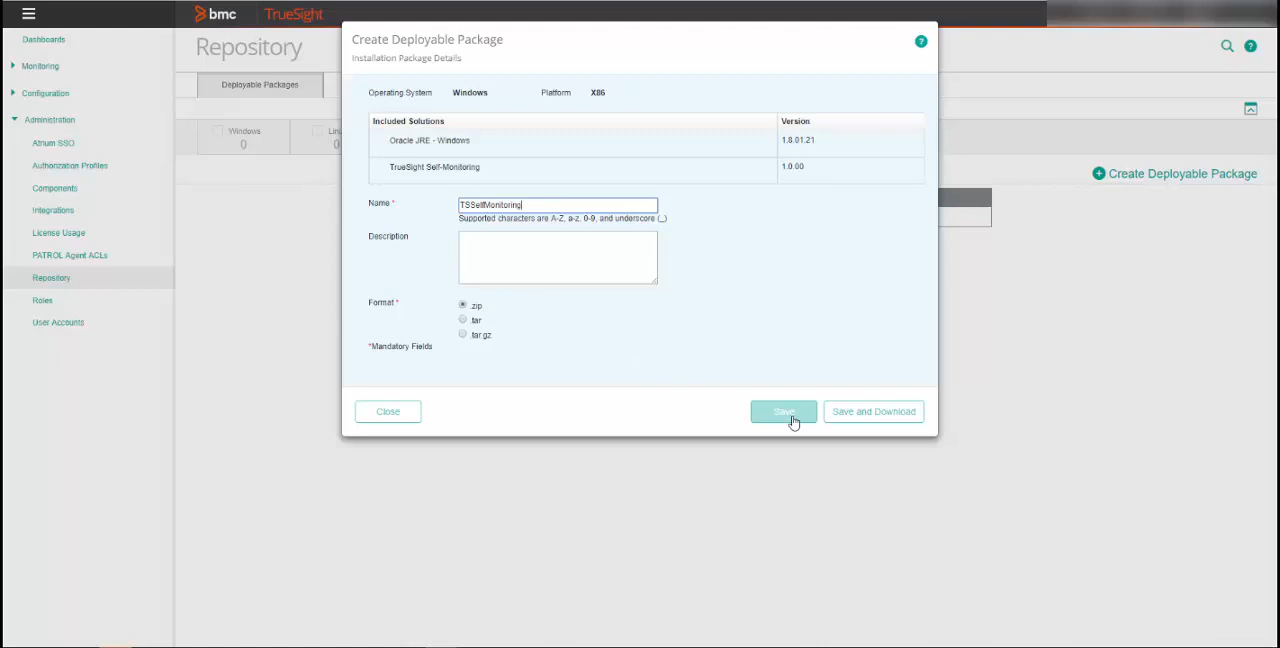 bmc TrueSight
Dashboards
Monitoring
Configuration
Administration
Atrium SSO
Authorization Profiles
Components
Integrations
License Usage
PATROL Agent ACLs
Repository
Roles
User Accounts
Repository
Deployable Packages
Windows
0
0
Create Deployable Package
Create Deployable Package
?
Installation Package Details
Operating System Windows Platform X86
Included Solutions Version
Oracle JRE - Windows 1.8.01.21
TrueSight Self-Monitoring 1.0.00
Name * TSSelfMonitoring
Supported characters are A-Z, a-z, 0-9, and underscore (_)
Description
Format * .zip
.tar
.tar.gz
*Mandatory Fields
Close Save Save and Download
?